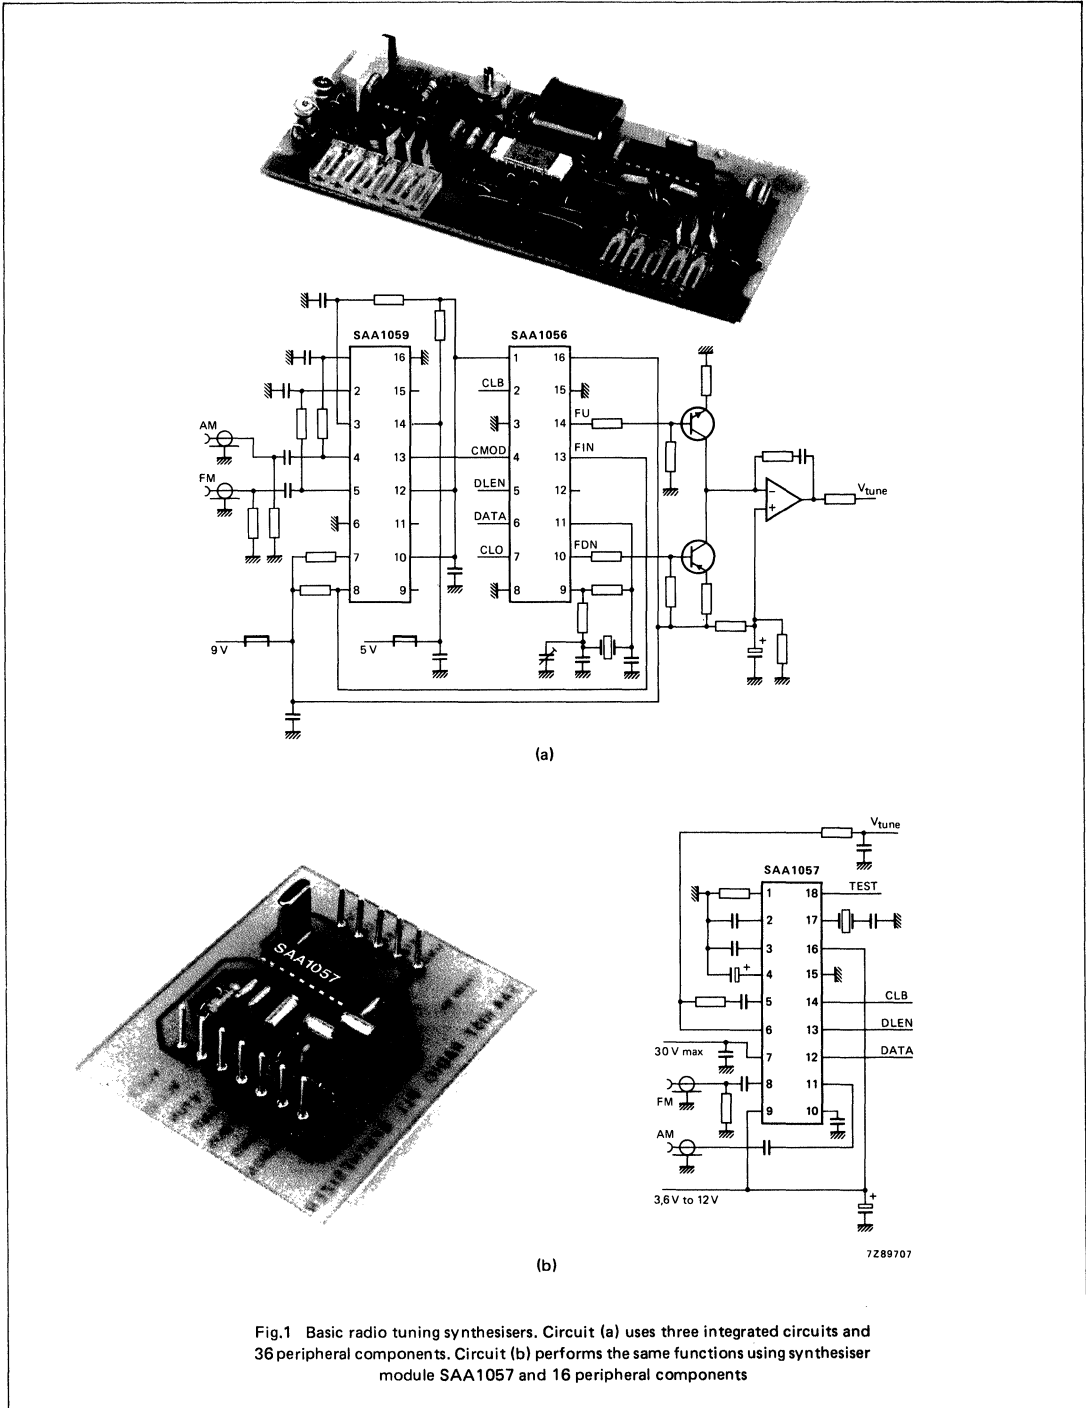 SAA1059
SAA1056
16
1
16
2
15
CLB
2
15
3
14
3
14
FU
AM
4
13
CMOD
4
13
FIN
FM
5
12
DLEN
5
12
6
11
DATA
6
11
7
10
CLO
7
10
FDN
8
9
8
9
-
+
Vtune
+
9 V
5 V
(a)
Vtune
SAA1057
1
18
TEST
2
17
3
16
4
+
15
5
14
CLB
6
13
DLEN
30 V max
7
12
DATA
FM
8
11
9
10
AM
3,6 V to 12 V
+
SAA1057
7Z89707
(b)
Fig.1 Basic radio tuning synthesisers. Circuit (a) uses three integrated circuits and
36 peripheral components. Circuit (b) performs the same functions using synthesiser
module SAA1057 and 16 peripheral components